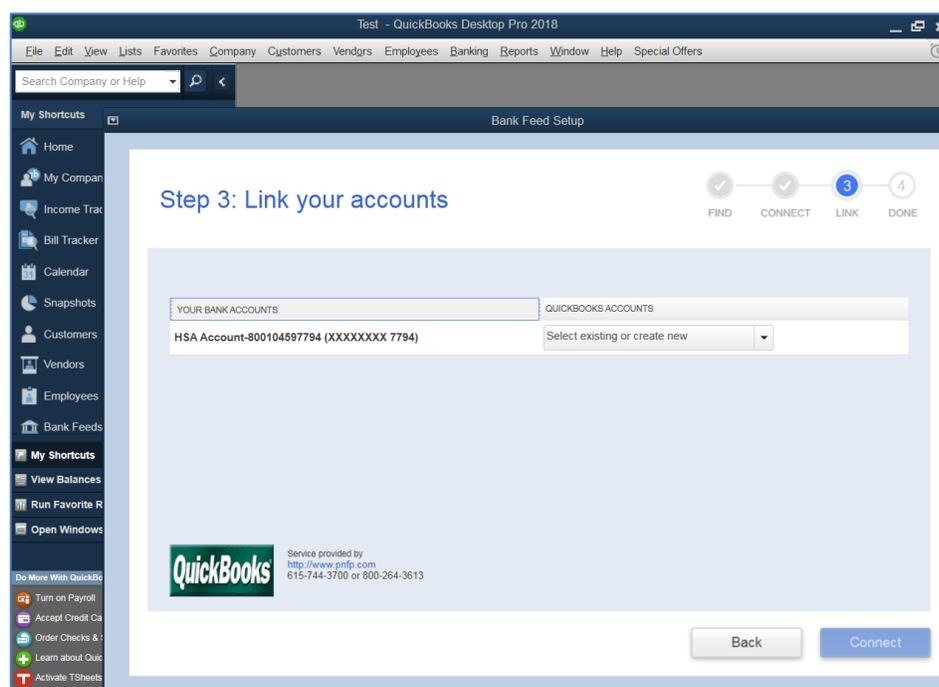 Test - QuickBooks Desktop Pro 2018
File Edit View Lists Favorites Company Customers Vendors Employees Banking Reports Window Help Special Offers
Search Company or Help
My Shortcuts
Bank Feed Setup
Home
My Compan
Income Trac
Bill Tracker
Calendar
Snapshots
Customers
Vendors
Employees
Bank Feeds
My Shortcuts
View Balances
Run Favorite R
Open Windows
Do More With QuickBo
Turn on Payroll
Accept Credit Ca
Order Checks &
Learn about Quic
Activate TSheets
Step 3: Link your accounts
3
4
FIND CONNECT LINK DONE
YOUR BANK ACCOUNTS
QUICKBOOKS ACCOUNTS
HSA Account-800104597794 (XXXXXXXX 7794)
Select existing or create new
QuickBooks
Service provided by
http://www.pnfp.com
615-744-3700 or 800-264-3613
Back
Connect